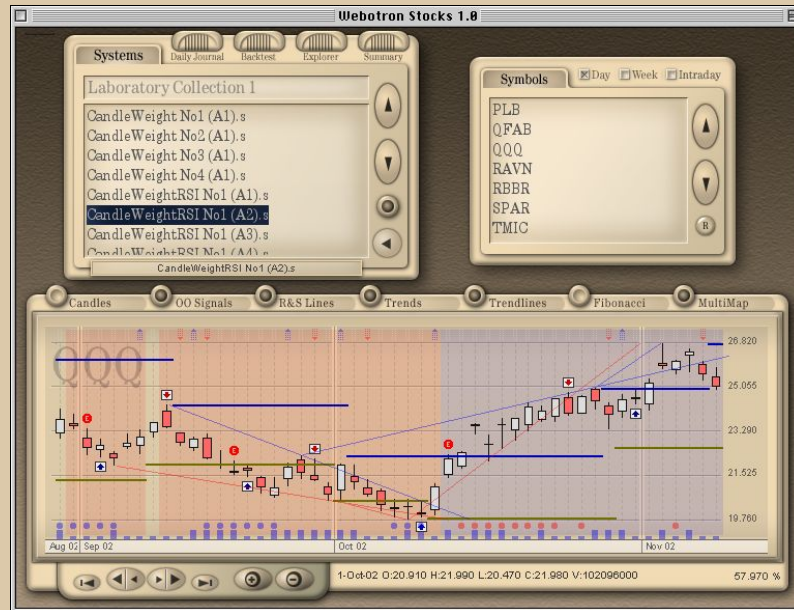 Webotron Stocks 1.0
Systems
Daily Journal
Backtest
Explorer
Summary
Laboratory Collection 1
CandleWeight No1 (A1).s
CandleWeight No2 (A1).s
CandleWeight No3 (A1).s
CandleWeight No4 (A1).s
CandleWeightRSI No1 (A1).s
CandleWeightRSI No1 (A2).s
CandleWeightRSI No1 (A3).s
CandleWeightRSI No1 (A4).s
CandleWeightRSI No1 (A2).s
Symbols
Day
Week
Intraday
PLB
QFAB
QQQ
RAVN
RBBR
SPAR
TMIC
R
Candles
OO Signals
R&S Lines
Trends
Trendlines
Fibonacci
MultiMap
QQQ
E
E
E
26.820
25.055
23.290
21.525
19.760
Aug 02
Sep 02
Oct 02
Nov 02
1-Oct-02 O:20.910 H:21.990 L:20.470 C:21.980 V:102096000
57.970 %